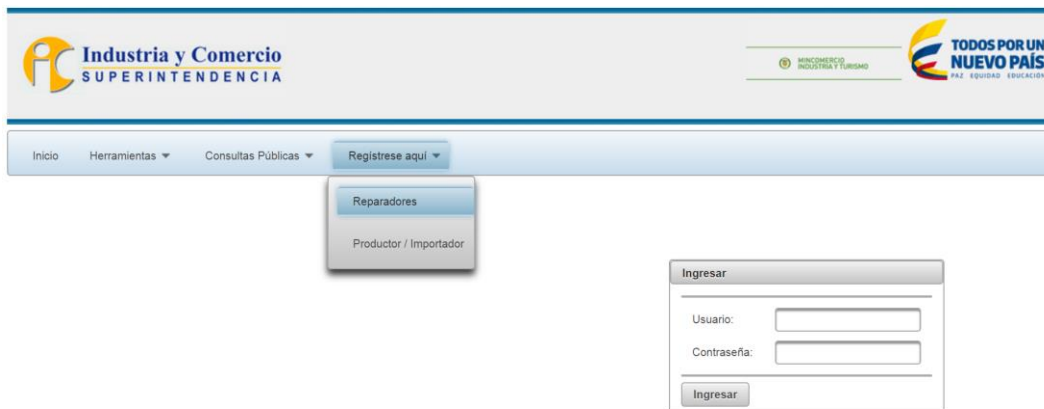 Industria y Comercio
SUPERINTENDENCIA
MINCOMERCIO
INDUSTRIA Y TURISMO
TODOS POR UN
NUEVO PAÍS
PAZ EQUIDAD EDUCACIÓN
Inicio Herramientas Consultas Públicas Regístrese aquí
Reparadores
Productor / Importador
Ingresar
Usuario:
Contraseña:
Ingresar